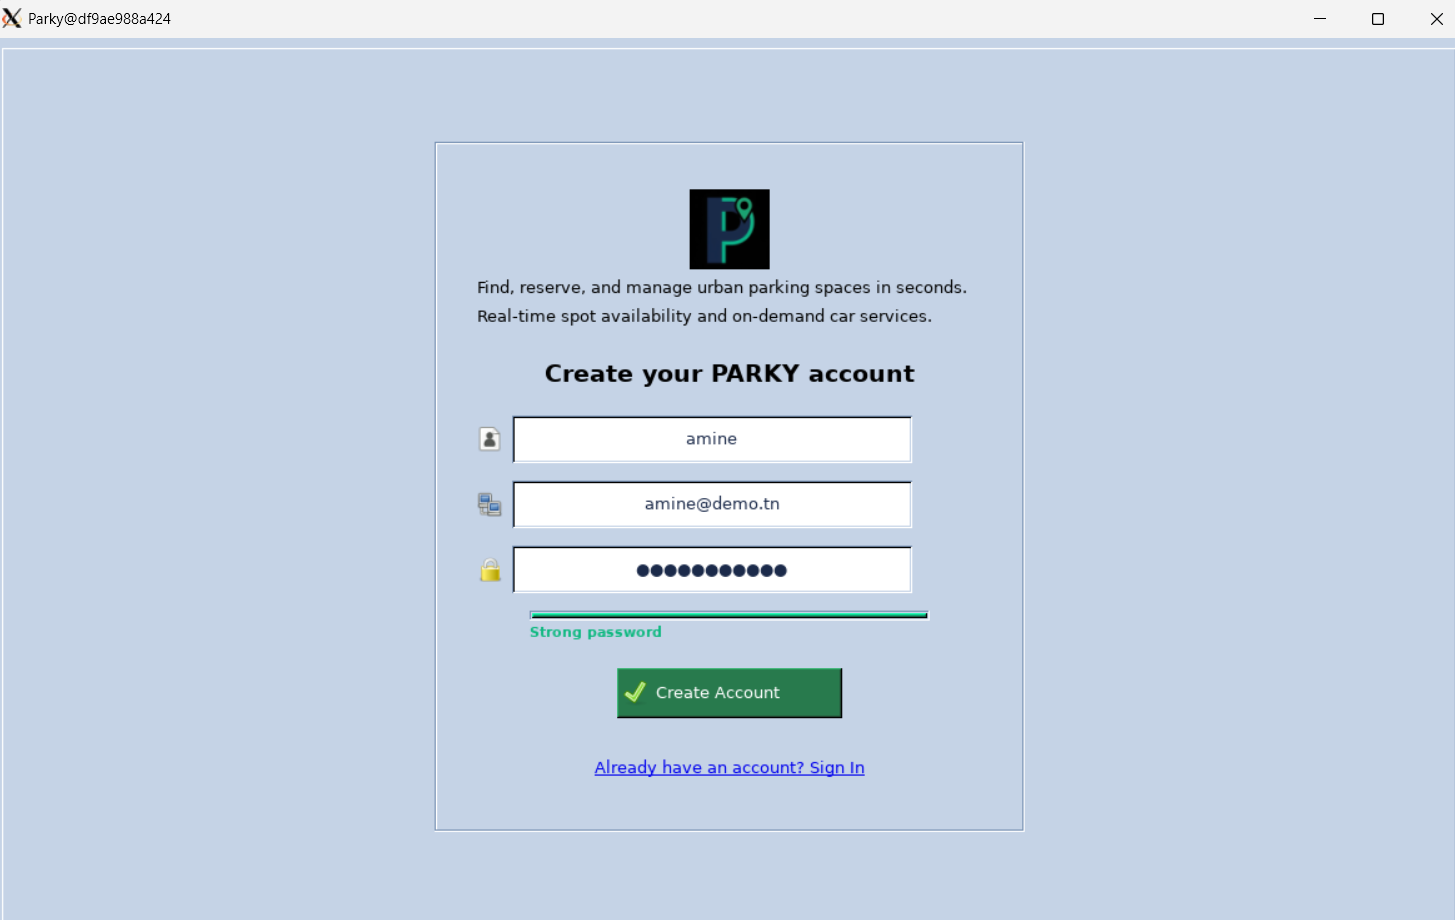 Parky@df9ae988a424
Find, reserve, and manage urban parking spaces in seconds.
Real-time spot availability and on-demand car services.
Create your PARKY account
amine
amine@demo.tn
●●●●●●●●●●●
Strong password
Create Account
Already have an account? Sign In